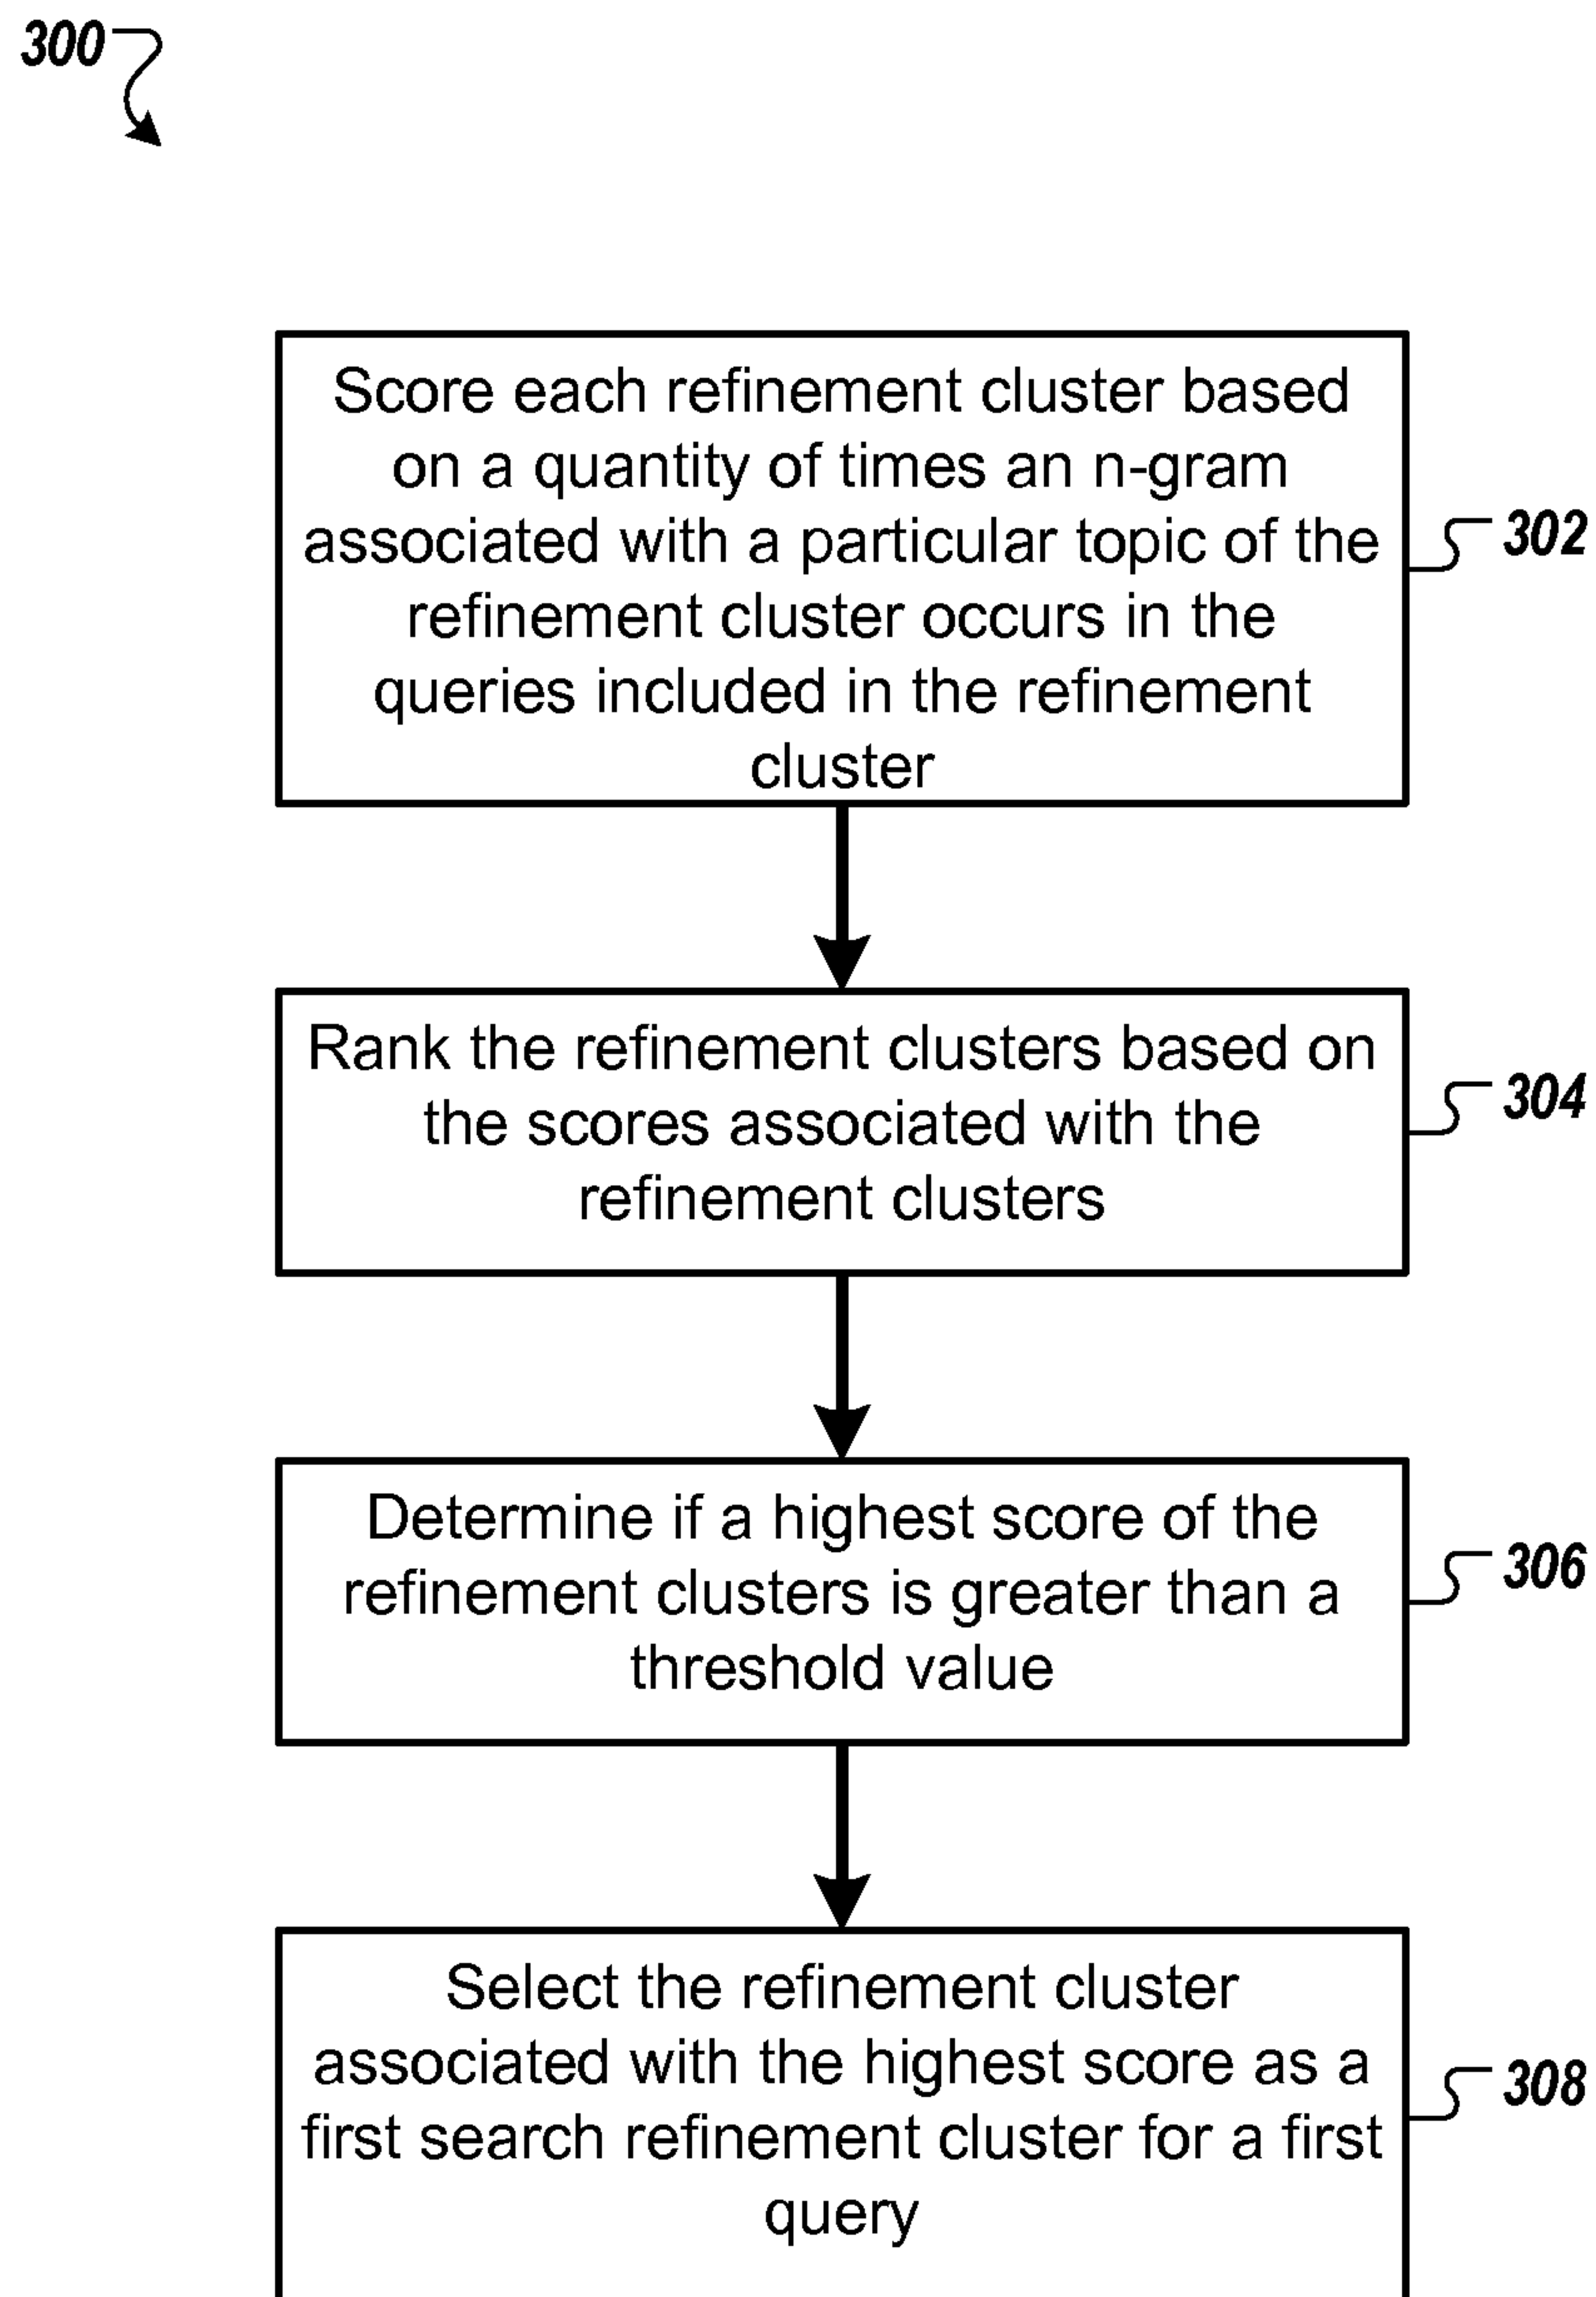 300
Score each refinement cluster based
on a quantity of times an n-gram
associated with a particular topic of the
refinement cluster occurs in the
queries included in the refinement
cluster
302
Rank the refinement clusters based on
the scores associated with the
refinement clusters
304
Determine if a highest score of the
refinement clusters is greater than a
threshold value
306
Select the refinement cluster
associated with the highest score as a
first search refinement cluster for a first
query
308